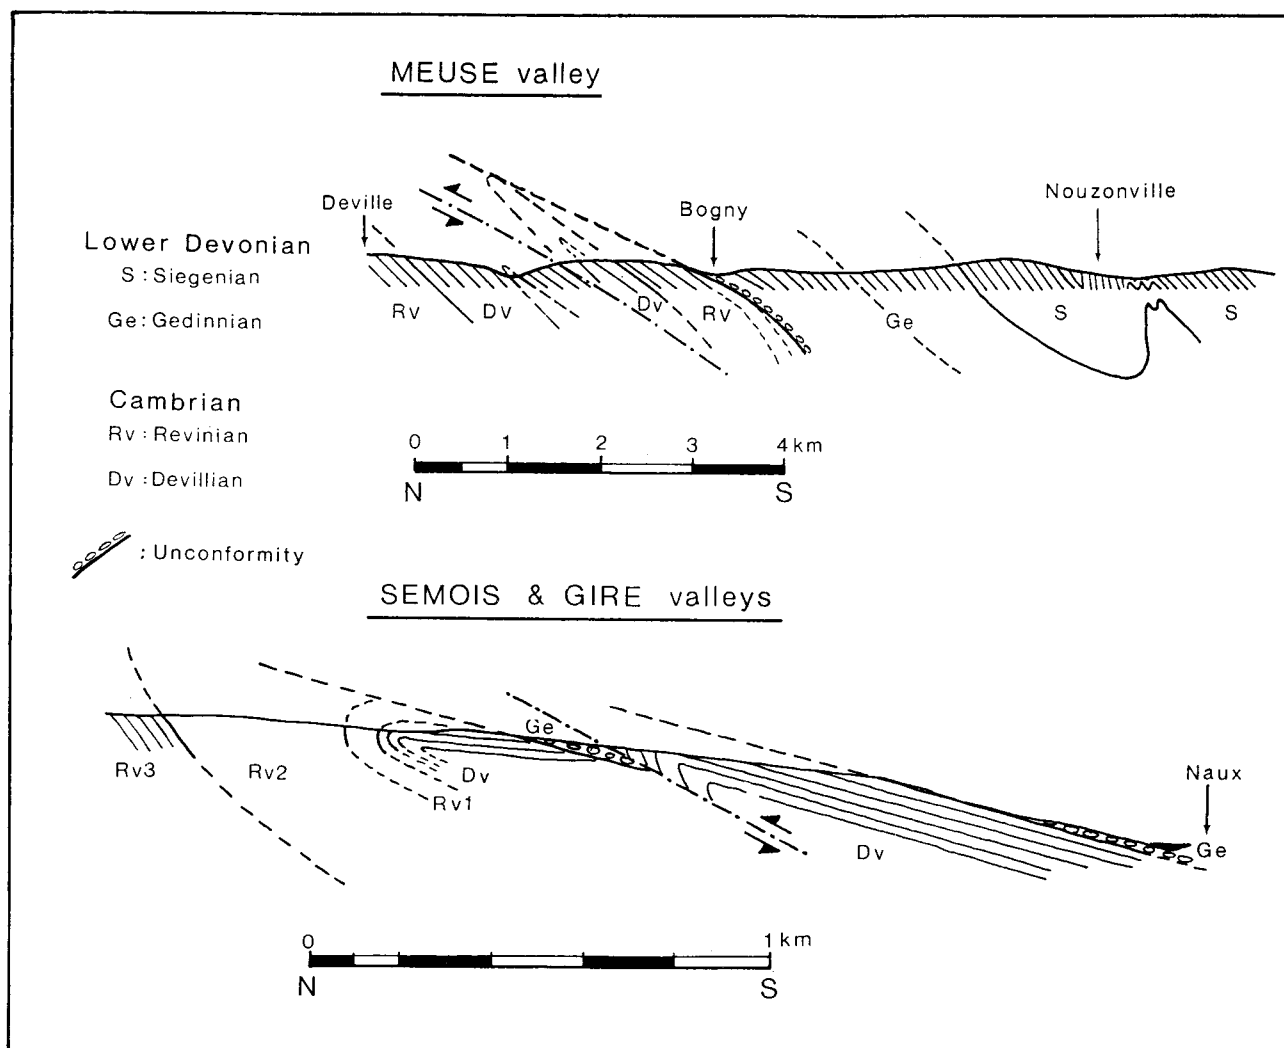 MEUSE valley
Deville
Bogny
Nouzonville
Lower Devonian
S : Siegenian
Ge : Gedinnian
Cambrian
Rv : Revinian
Dv : Devillian
: Unconformity
Rv Dv Dv Rv Ge S S
0 1 2 3 4 km
N S
SEMOIS & GIRE valleys
Ge
Naux
Rv3 Rv2 Dv
Rv1
Dv Ge
0 1 km
N S